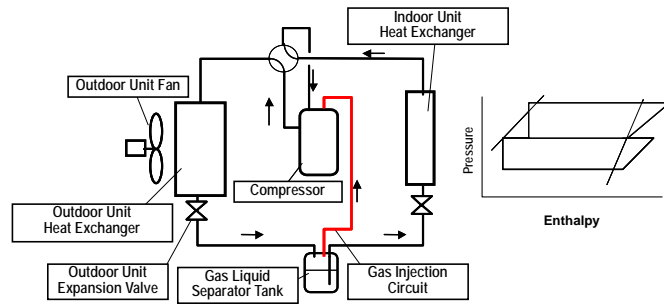 Indoor Unit
Heat Exchanger
Outdoor Unit Fan
Compressor
Outdoor Unit
Heat Exchanger
Outdoor Unit
Expansion Valve
Gas Liquid
Separator Tank
Gas Injection
Circuit
Pressure
Enthalpy